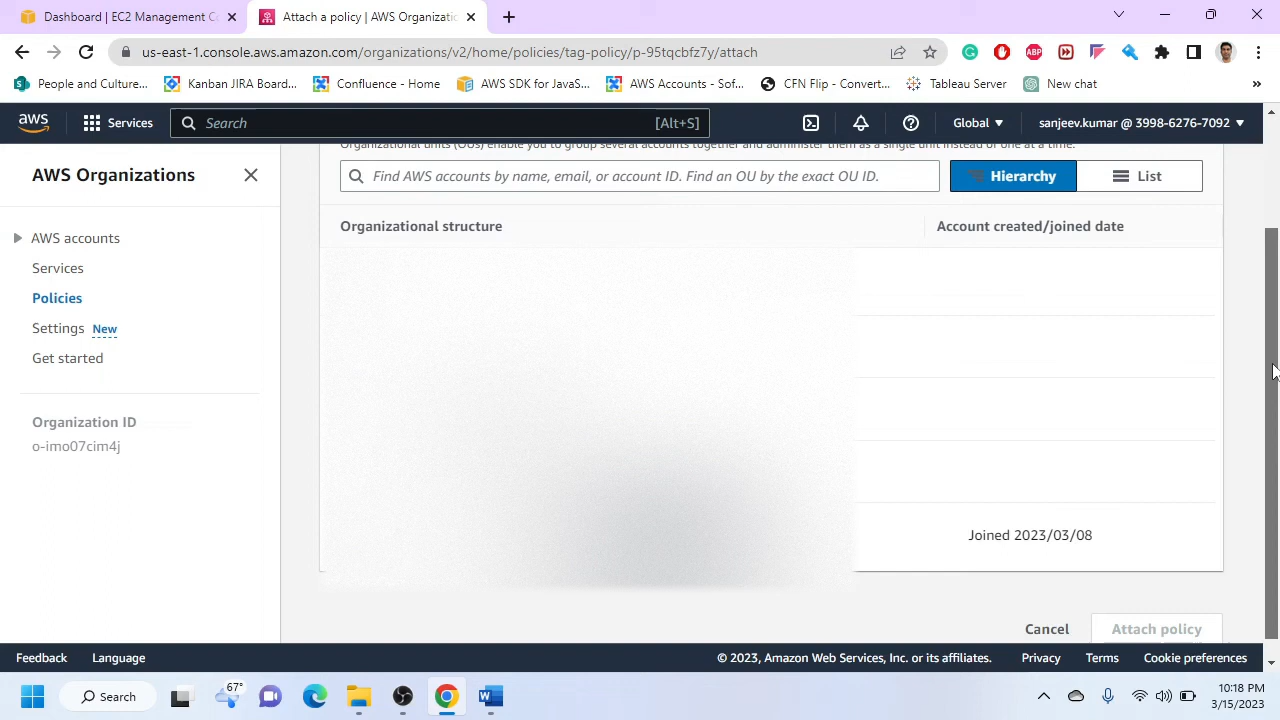 Dashboard | EC2 Management Co
Attach a policy | AWS Organizatio
us-east-1.console.aws.amazon.com/organizations/v2/home/policies/tag-policy/p-95tqcbfz7y/attach
People and Culture...
Kanban JIRA Board...
Confluence - Home
AWS SDK for JavaS...
AWS Accounts - Sof...
CFN Flip - Convert...
Tableau Server
New chat
aws
Services
Search
[Alt+S]
Global
sanjeev.kumar @ 3998-6276-7092
AWS Organizations
AWS accounts
Services
Policies
Settings New
Get started
Organization ID
o-imo07cim4j
Organizational units (OUs) enable you to group several accounts together and administer them as a single unit instead of one at a time.
Find AWS accounts by name, email, or account ID. Find an OU by the exact OU ID.
Hierarchy
List
Organizational structure
Account created/joined date
Joined 2023/03/08
Cancel
Attach policy
Feedback
Language
© 2023, Amazon Web Services, Inc. or its affiliates.
Privacy
Terms
Cookie preferences
67°
Search
10:18 PM
3/15/2023